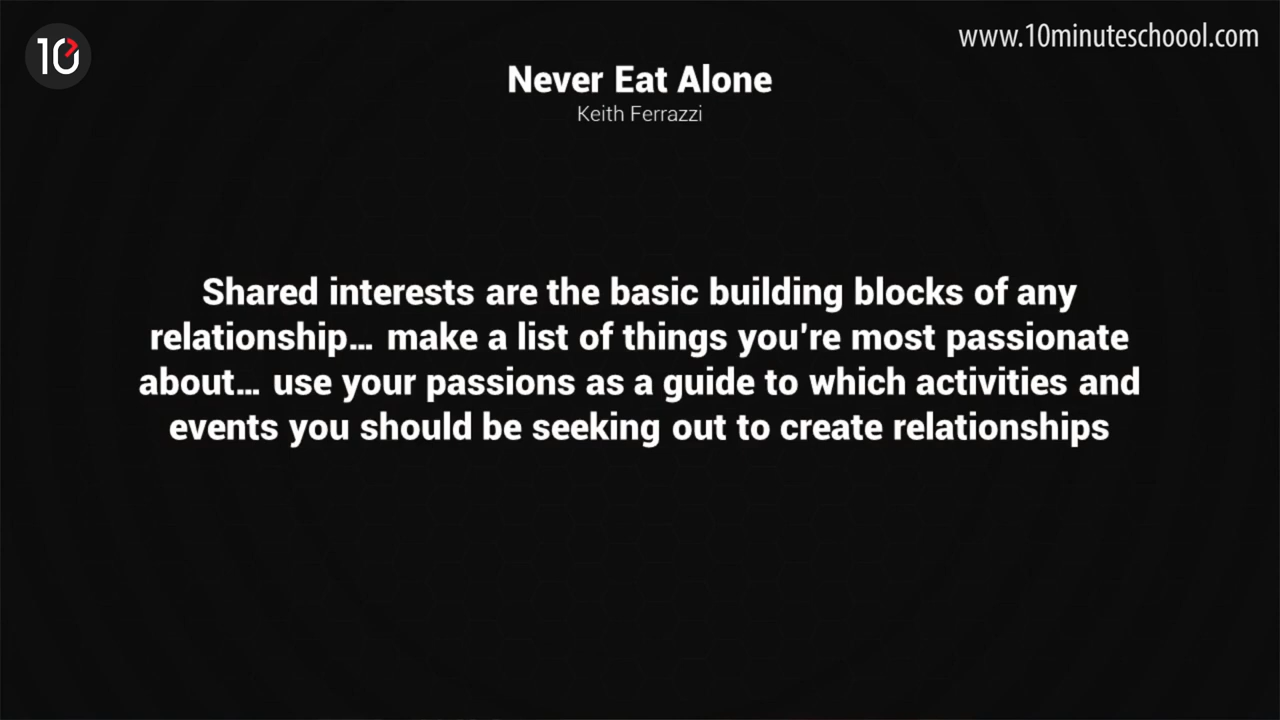 10
www.10minuteschoool.com
Never Eat Alone
Keith Ferrazzi
Shared interests are the basic building blocks of any
relationship... make a list of things you're most passionate
about... use your passions as a guide to which activities and
events you should be seeking out to create relationships